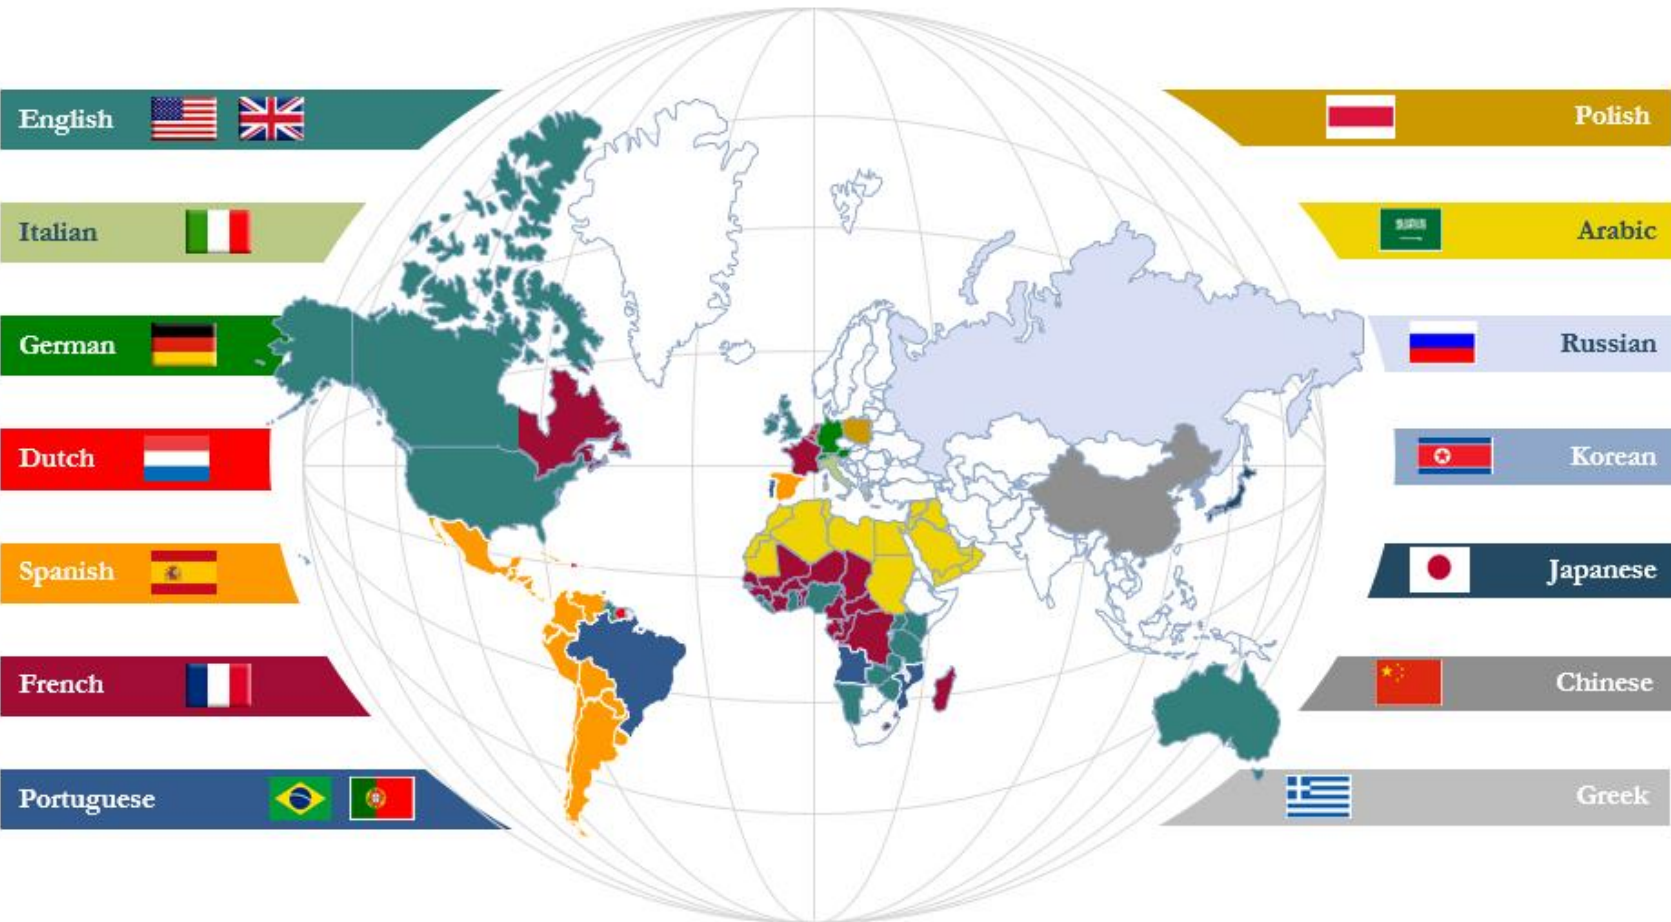 English
Italian
German
Dutch
Spanish
French
Portuguese
Polish
Arabic
Russian
Korean
Japanese
Chinese
Greek